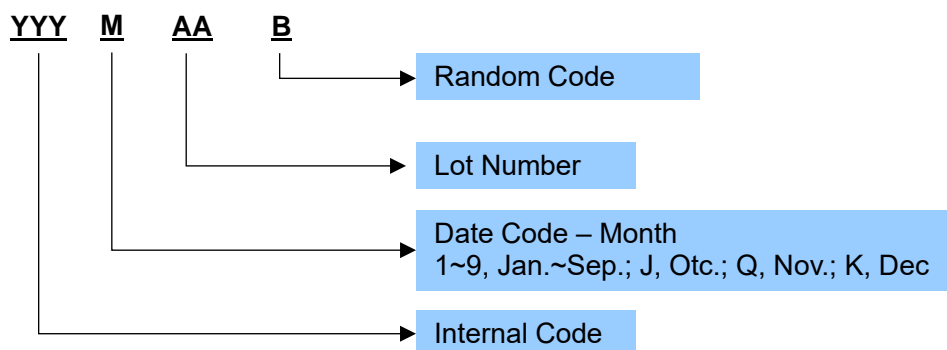 YYY M AA B
Random Code
Lot Number
Date Code – Month
1~9, Jan.~Sep.; J, Otc.; Q, Nov.; K, Dec
Internal Code